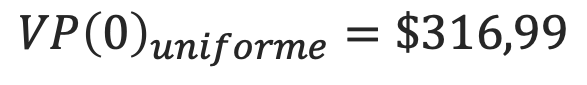 VP(0)uniforme = $316,99